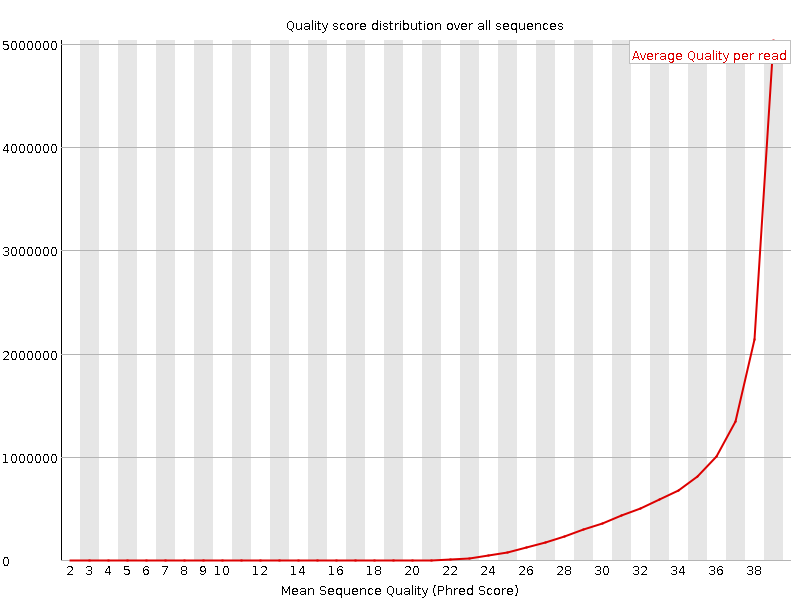 Quality score distribution over all sequences
Average Quality per read
5000000
4000000
3000000
2000000
1000000
0
2 3 4 5 6 7 8 9 10 12 14 16 18 20 22 24 26 28 30 32 34 36 38
Mean Sequence Quality (Phred Score)